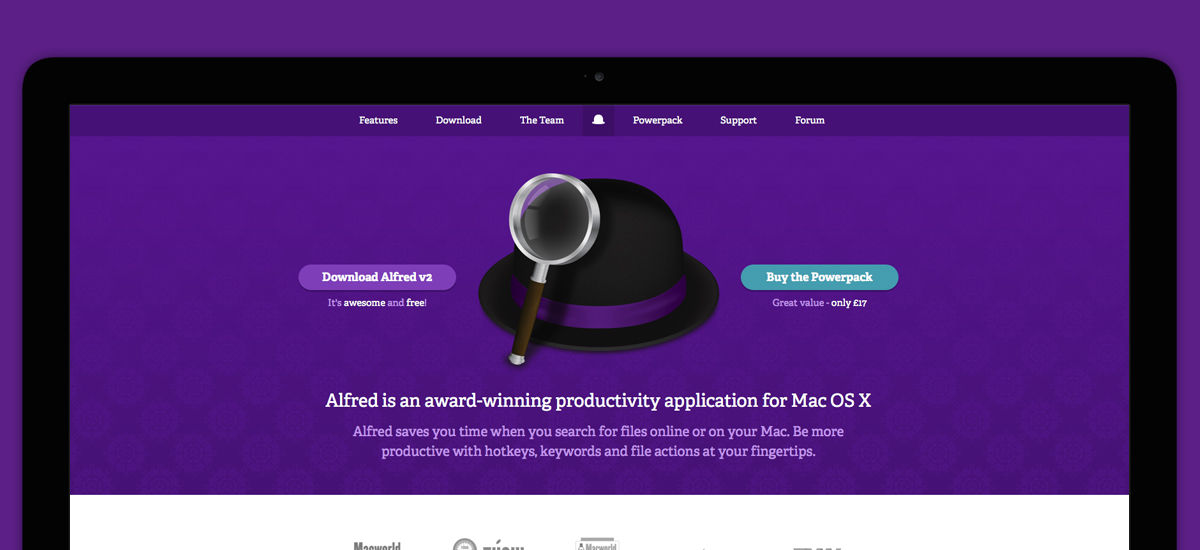 Features Download The Team Powerpack Support Forum
Download Alfred v2
It's awesome and free!
Buy the Powerpack
Great value - only £17
Alfred is an award-winning productivity application for Mac OS X
Alfred saves you time when you search for files online or on your Mac. Be more
productive with hotkeys, keywords and file actions at your fingertips.
Macworld Macworld